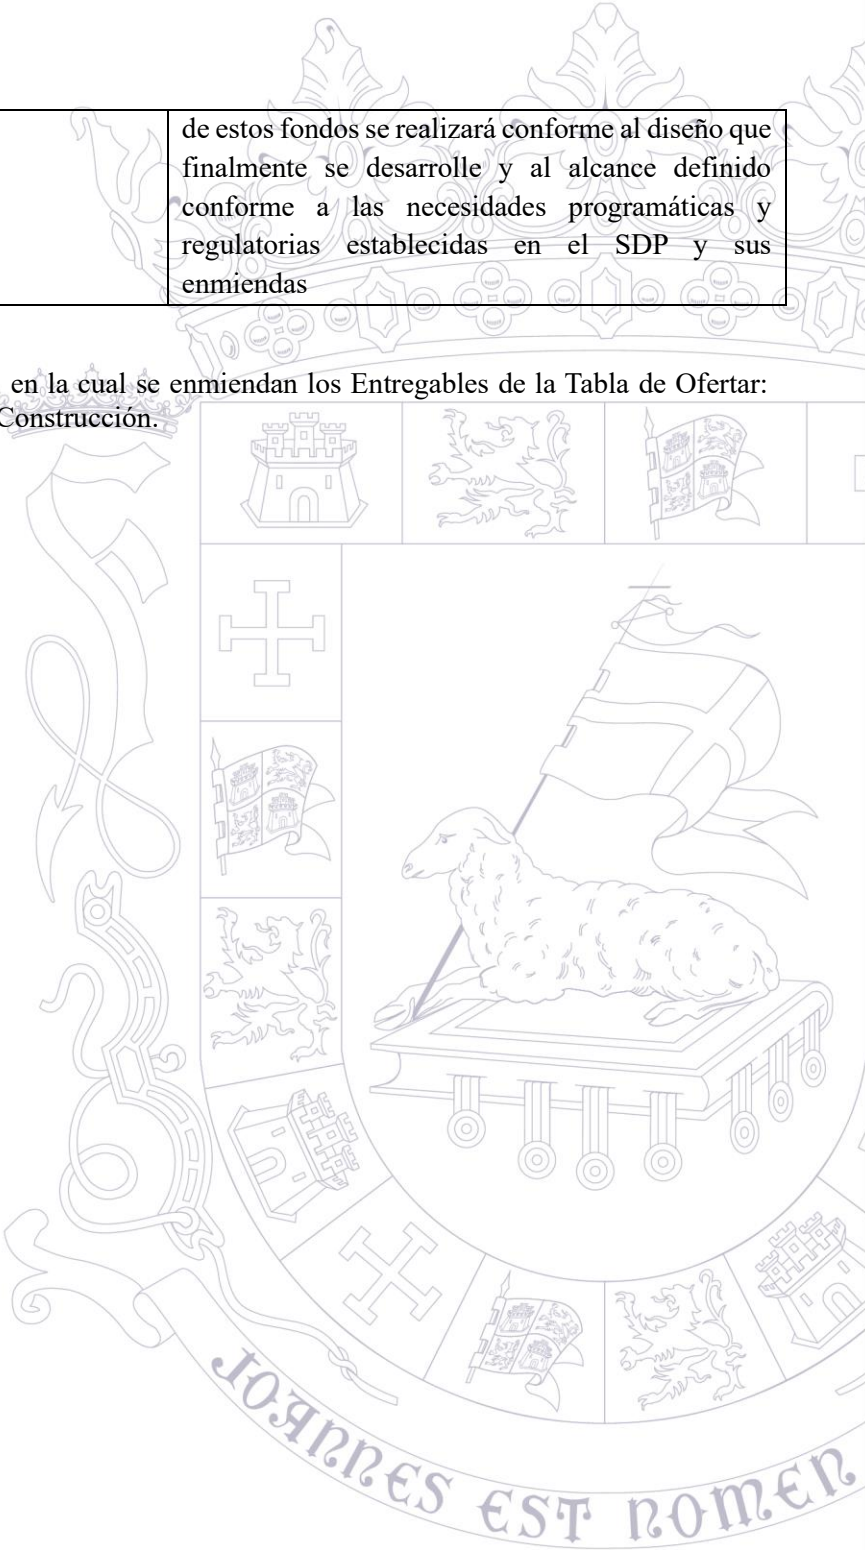 de estos fondos se realizará conforme al diseño que
finalmente se desarrolle y al alcance definido
conforme a las necesidades programáticas y
regulatorias establecidas en el SDP y sus
enmiendas
en la cual se enmiendan los Entregables de la Tabla de Ofertar:
Construcción.
JOANNES EST NOMEN